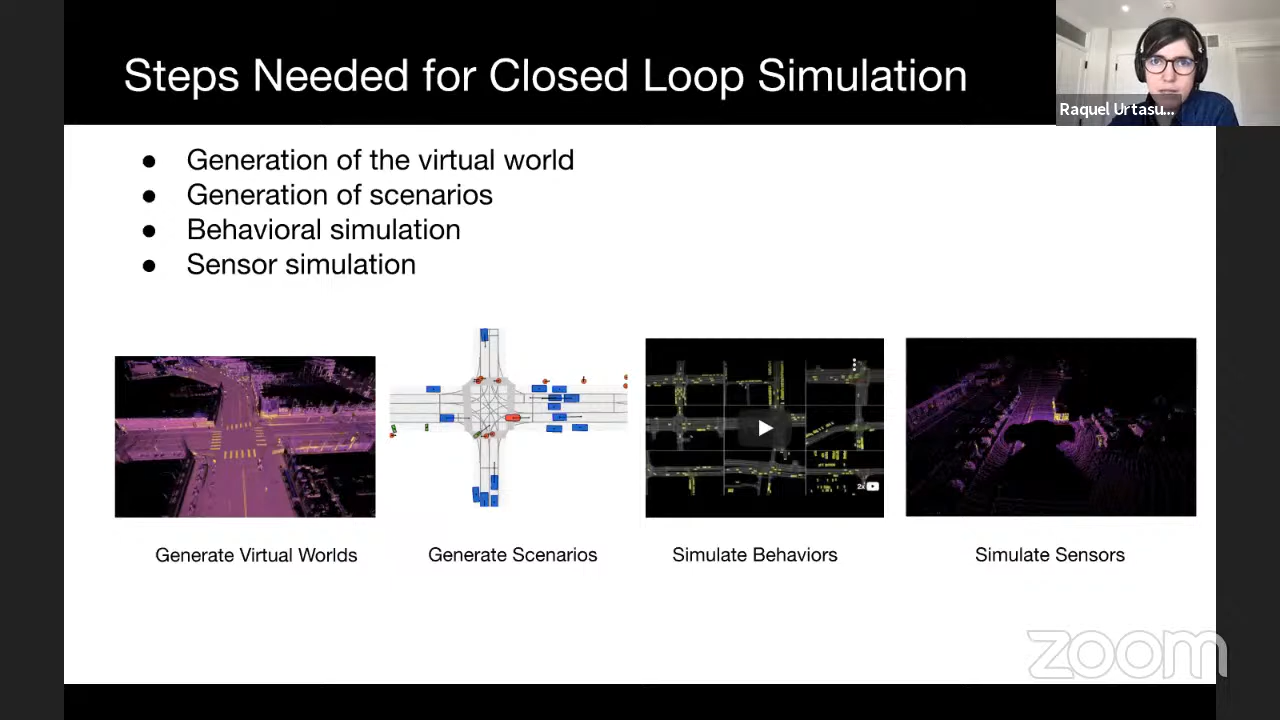 Steps Needed for Closed Loop Simulation
Raquel Urtasu...
● Generation of the virtual world
● Generation of scenarios
● Behavioral simulation
● Sensor simulation
2x
Generate Virtual Worlds
Generate Scenarios
Simulate Behaviors
Simulate Sensors
zoom